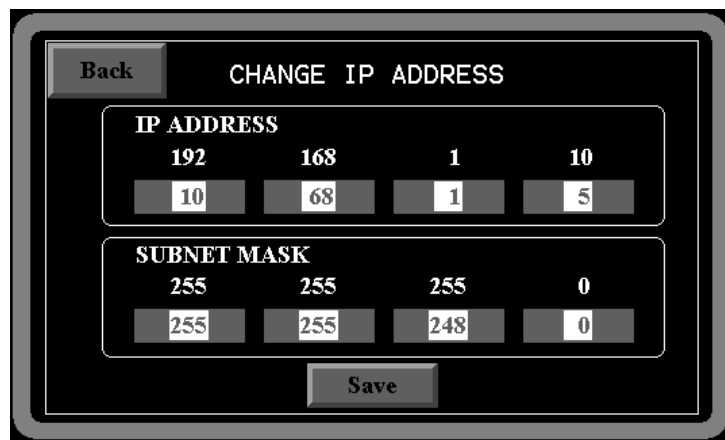 Back CHANGE IP ADDRESS
IP ADDRESS
192 168 1 10
10 68 1 5
SUBNET MASK
255 255 255 0
255 255 248 0
Save